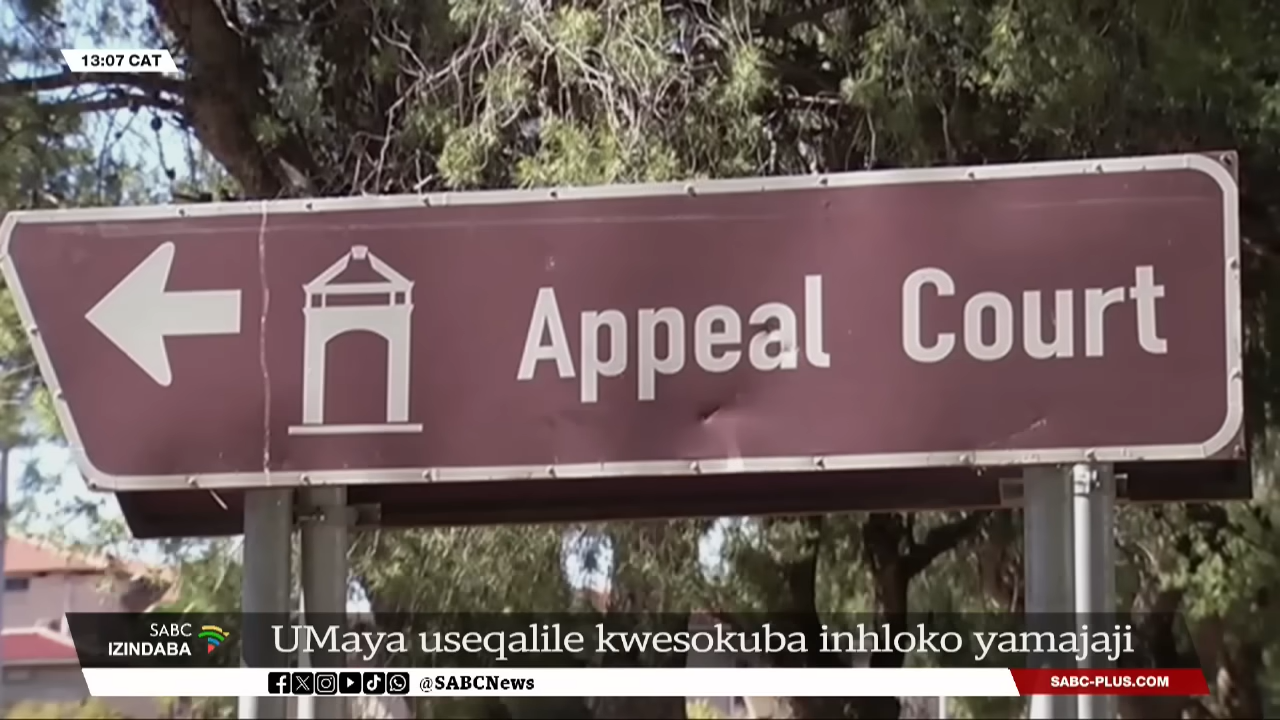 13:07 CAT
Appeal Court
SABC
IZINDABA
UMaya useqalile kwesokuba inhloko yamajaji
@SABCNews
SABC-PLUS.COM